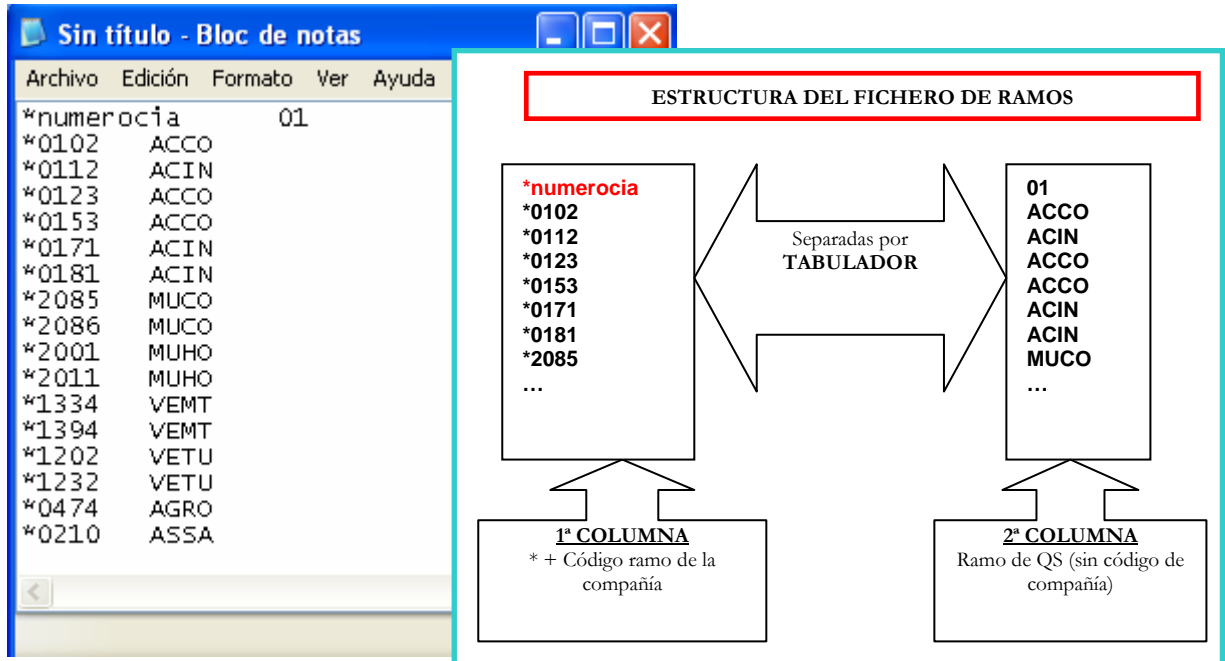 Sin título - Bloc de notas
Archivo Edición Formato Ver Ayuda
*numerocia 01
*0102 ACCO
*0112 ACIN
*0123 ACCO
*0153 ACCO
*0171 ACIN
*0181 ACIN
*2085 MUCO
*2086 MUCO
*2001 MUHO
*2011 MUHO
*1334 VEMT
*1394 VEMT
*1202 VETU
*1232 VETU
*0474 AGRO
*0210 ASSA
ESTRUCTURA DEL FICHERO DE RAMOS
*numerocia
*0102
*0112
*0123
*0153
*0171
*0181
*2085
…
Separadas por
TABULADOR
01
ACCO
ACIN
ACCO
ACCO
ACIN
ACIN
MUCO
…
1ª COLUMNA
* + Código ramo de la
compañía
2ª COLUMNA
Ramo de QS (sin código de
compañía)